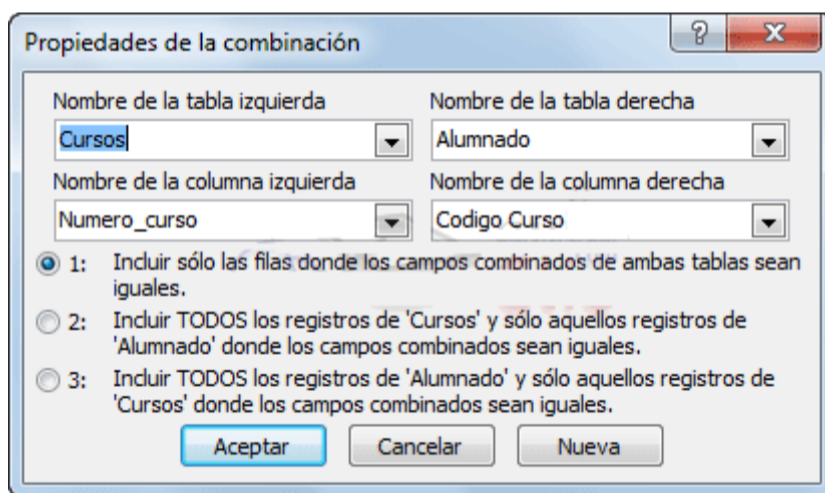 Propiedades de la combinación
Nombre de la tabla izquierda
Nombre de la tabla derecha
Cursos
Alumnado
Nombre de la columna izquierda
Nombre de la columna derecha
Numero_curso
Codigo Curso
1: Incluir sólo las filas donde los campos combinados de ambas tablas sean
iguales.
2: Incluir TODOS los registros de 'Cursos' y sólo aquellos registros de
'Alumnado' donde los campos combinados sean iguales.
3: Incluir TODOS los registros de 'Alumnado' y sólo aquellos registros de
'Cursos' donde los campos combinados sean iguales.
Aceptar
Cancelar
Nueva